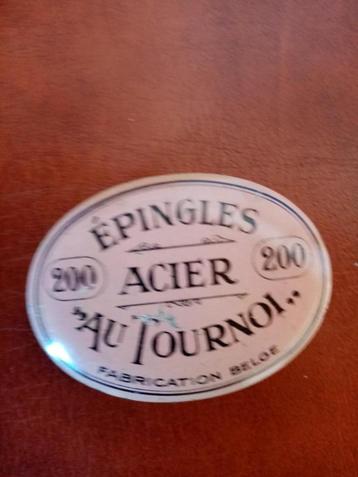 ÉPINGLES
200 ACIER 200
"AU TOURNOI"
FABRICATION BELGE